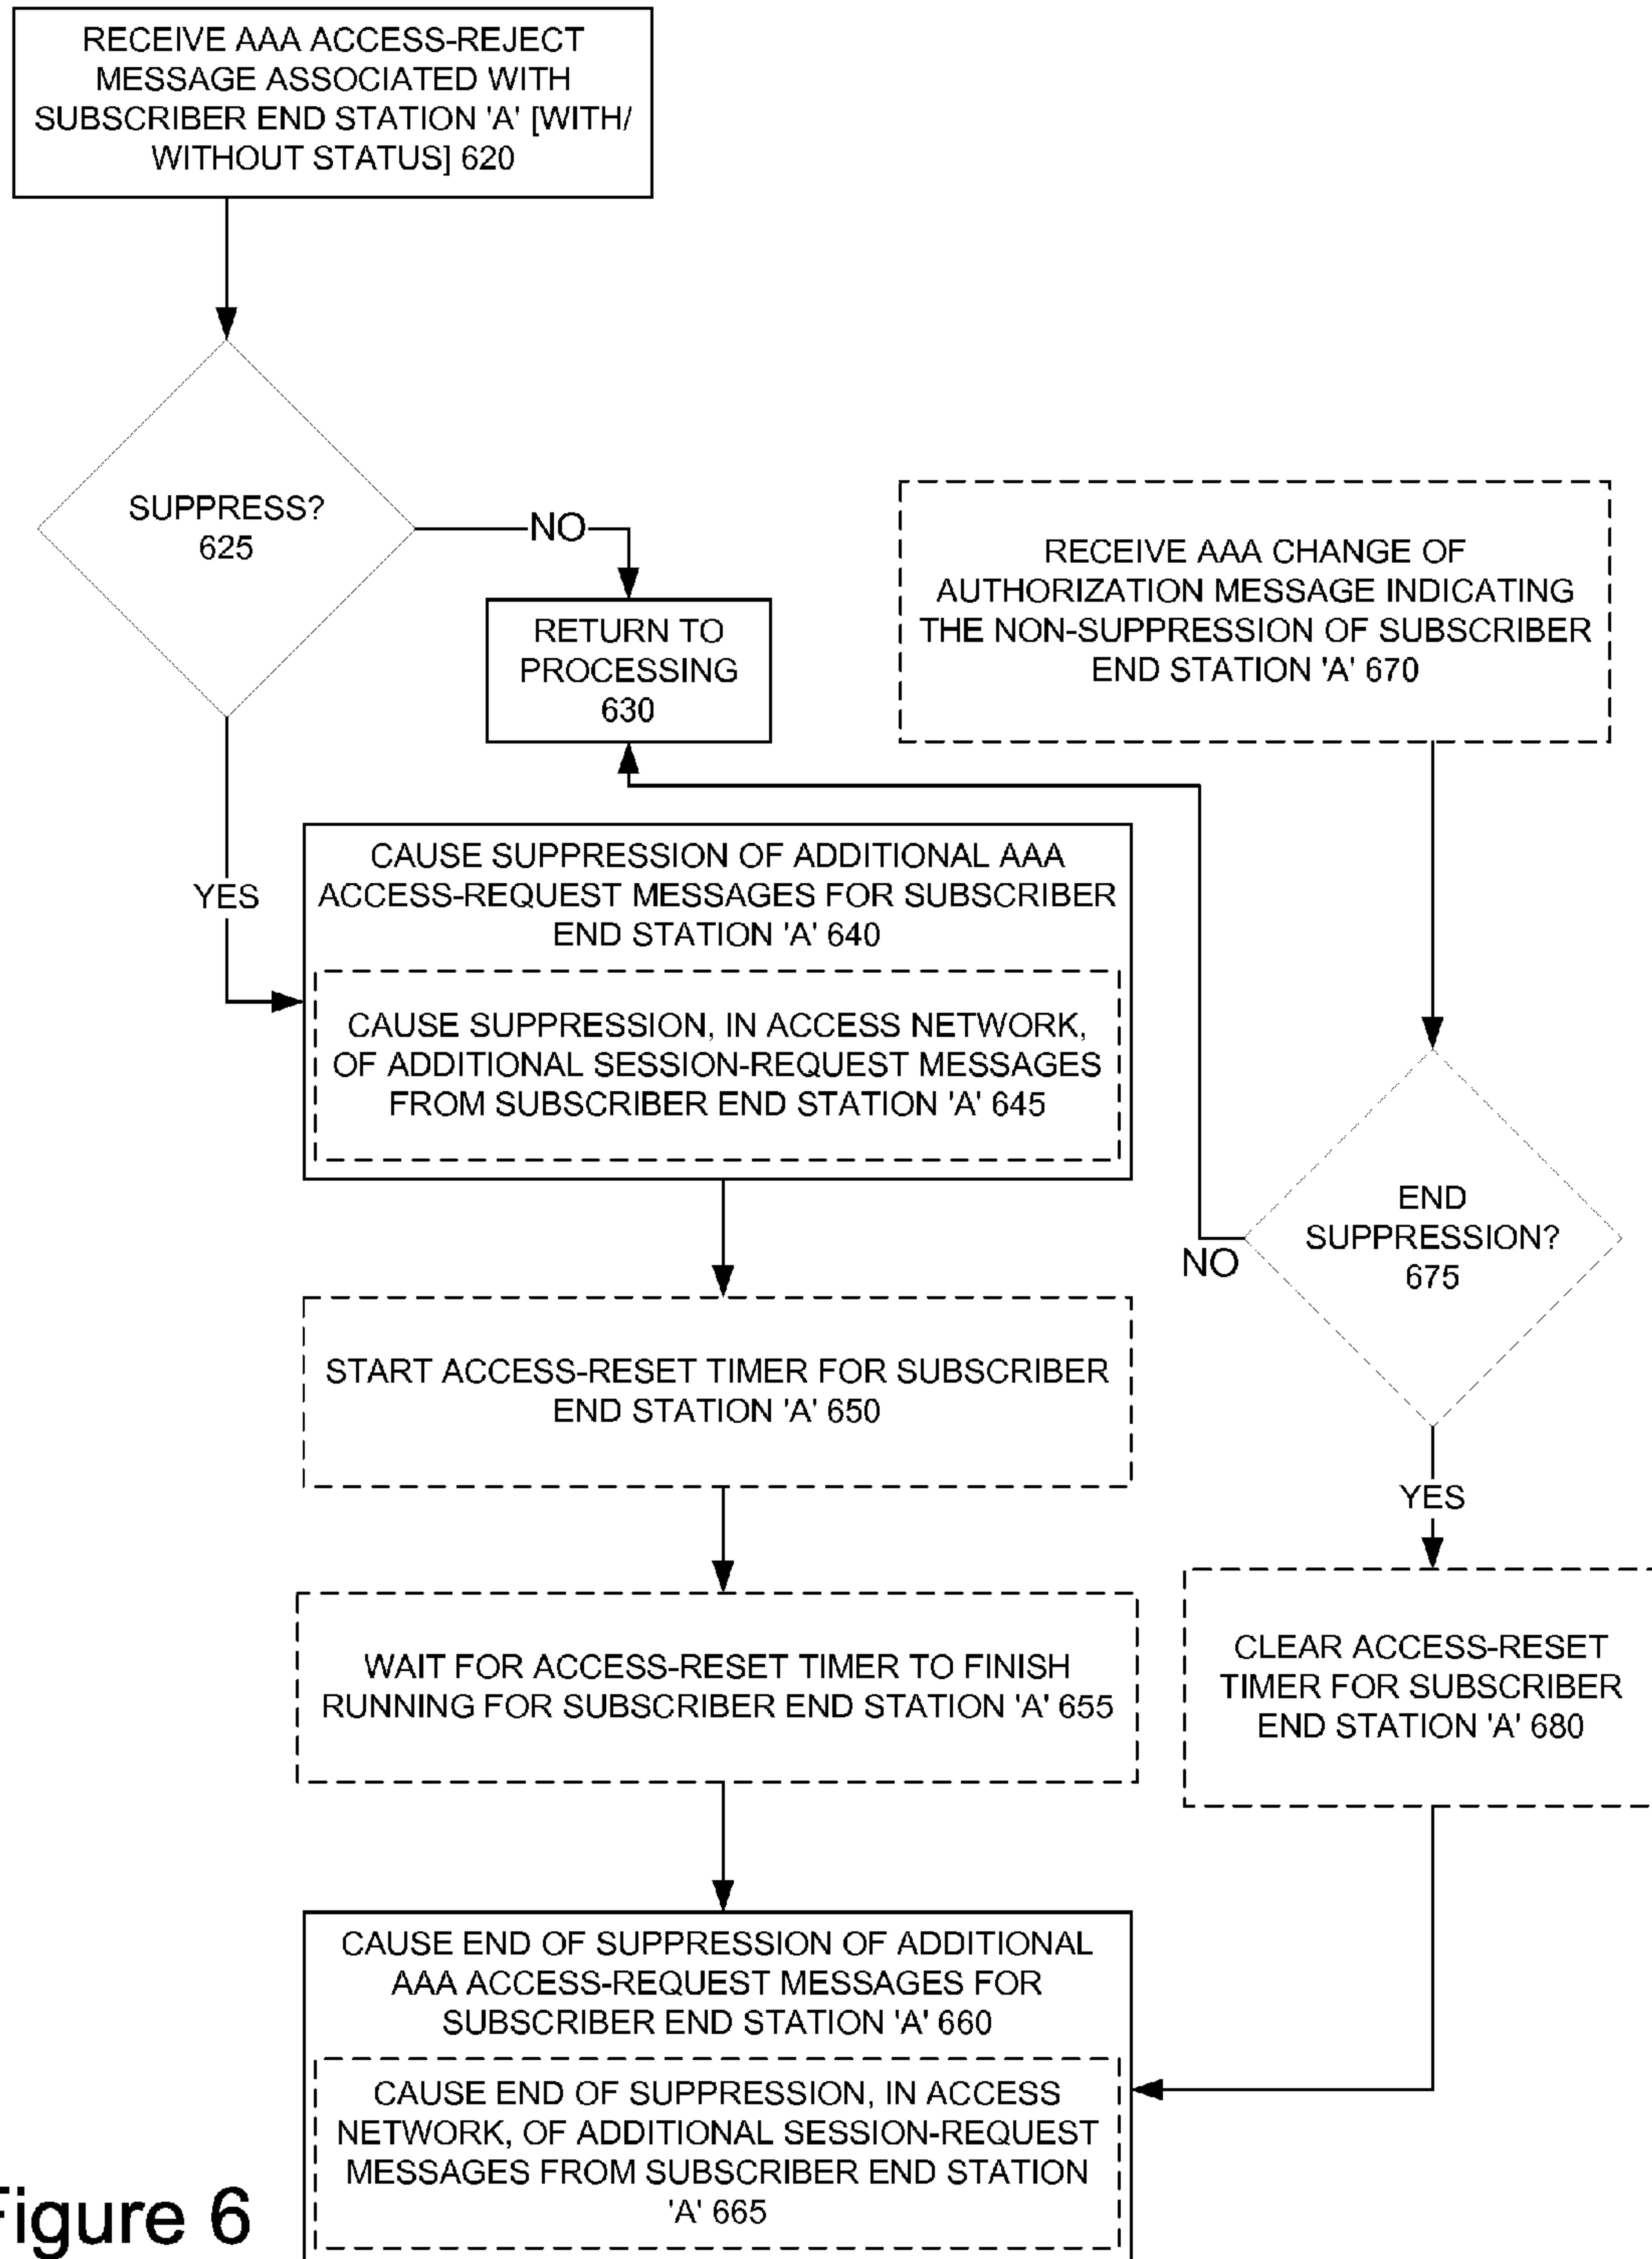 RECEIVE AAA ACCESS-REJECT
MESSAGE ASSOCIATED WITH
SUBSCRIBER END STATION 'A' [WITH/
WITHOUT STATUS] 620
SUPPRESS?
625
NO
RETURN TO
PROCESSING
630
RECEIVE AAA CHANGE OF
AUTHORIZATION MESSAGE INDICATING
THE NON-SUPPRESSION OF SUBSCRIBER
END STATION 'A' 670
YES
CAUSE SUPPRESSION OF ADDITIONAL AAA
ACCESS-REQUEST MESSAGES FOR SUBSCRIBER
END STATION 'A' 640
CAUSE SUPPRESSION, IN ACCESS NETWORK,
OF ADDITIONAL SESSION-REQUEST MESSAGES
FROM SUBSCRIBER END STATION 'A' 645
END
SUPPRESSION?
675
NO
START ACCESS-RESET TIMER FOR SUBSCRIBER
END STATION 'A' 650
YES
WAIT FOR ACCESS-RESET TIMER TO FINISH
RUNNING FOR SUBSCRIBER END STATION 'A' 655
CLEAR ACCESS-RESET
TIMER FOR SUBSCRIBER
END STATION 'A' 680
CAUSE END OF SUPPRESSION OF ADDITIONAL
AAA ACCESS-REQUEST MESSAGES FOR
SUBSCRIBER END STATION 'A' 660
CAUSE END OF SUPPRESSION, IN ACCESS
NETWORK, OF ADDITIONAL SESSION-REQUEST
MESSAGES FROM SUBSCRIBER END STATION
'A' 665
Figure 6